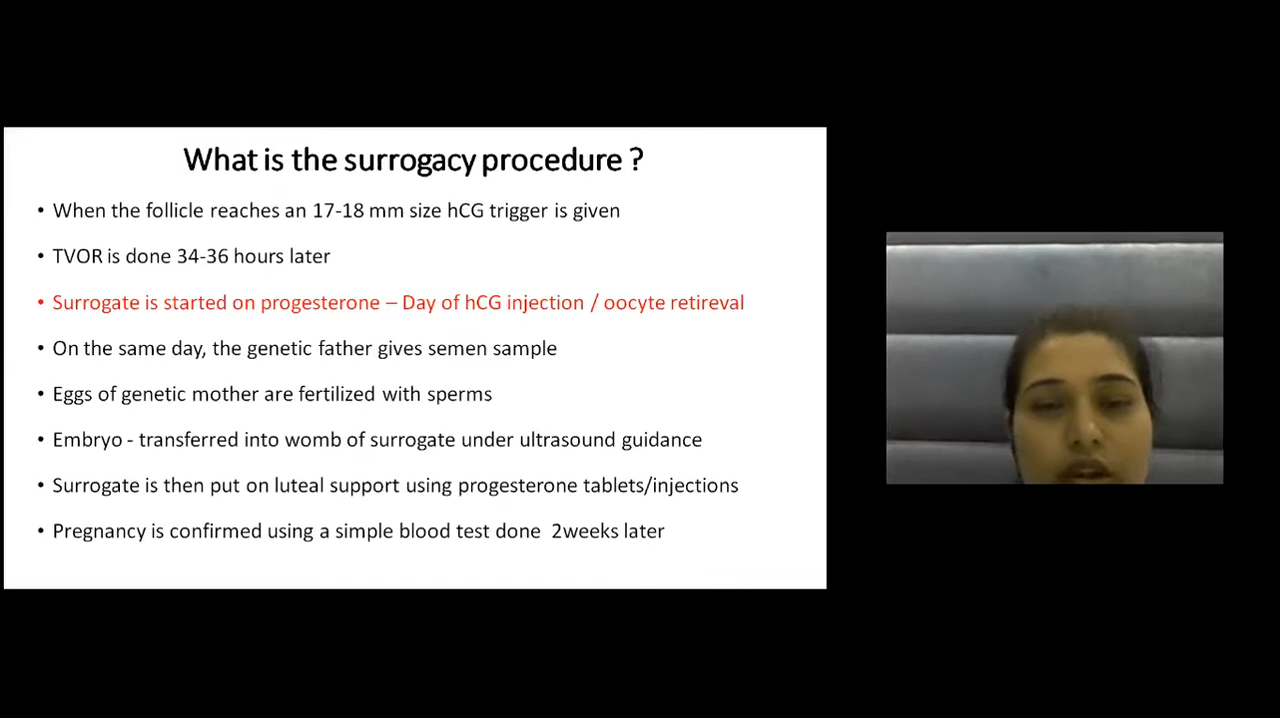 What is the surrogacy procedure ?
• When the follicle reaches an 17-18 mm size hCG trigger is given
• TVOR is done 34-36 hours later
• Surrogate is started on progesterone – Day of hCG injection / oocyte retireval
• On the same day, the genetic father gives semen sample
• Eggs of genetic mother are fertilized with sperms
• Embryo - transferred into womb of surrogate under ultrasound guidance
• Surrogate is then put on luteal support using progesterone tablets/injections
• Pregnancy is confirmed using a simple blood test done 2weeks later